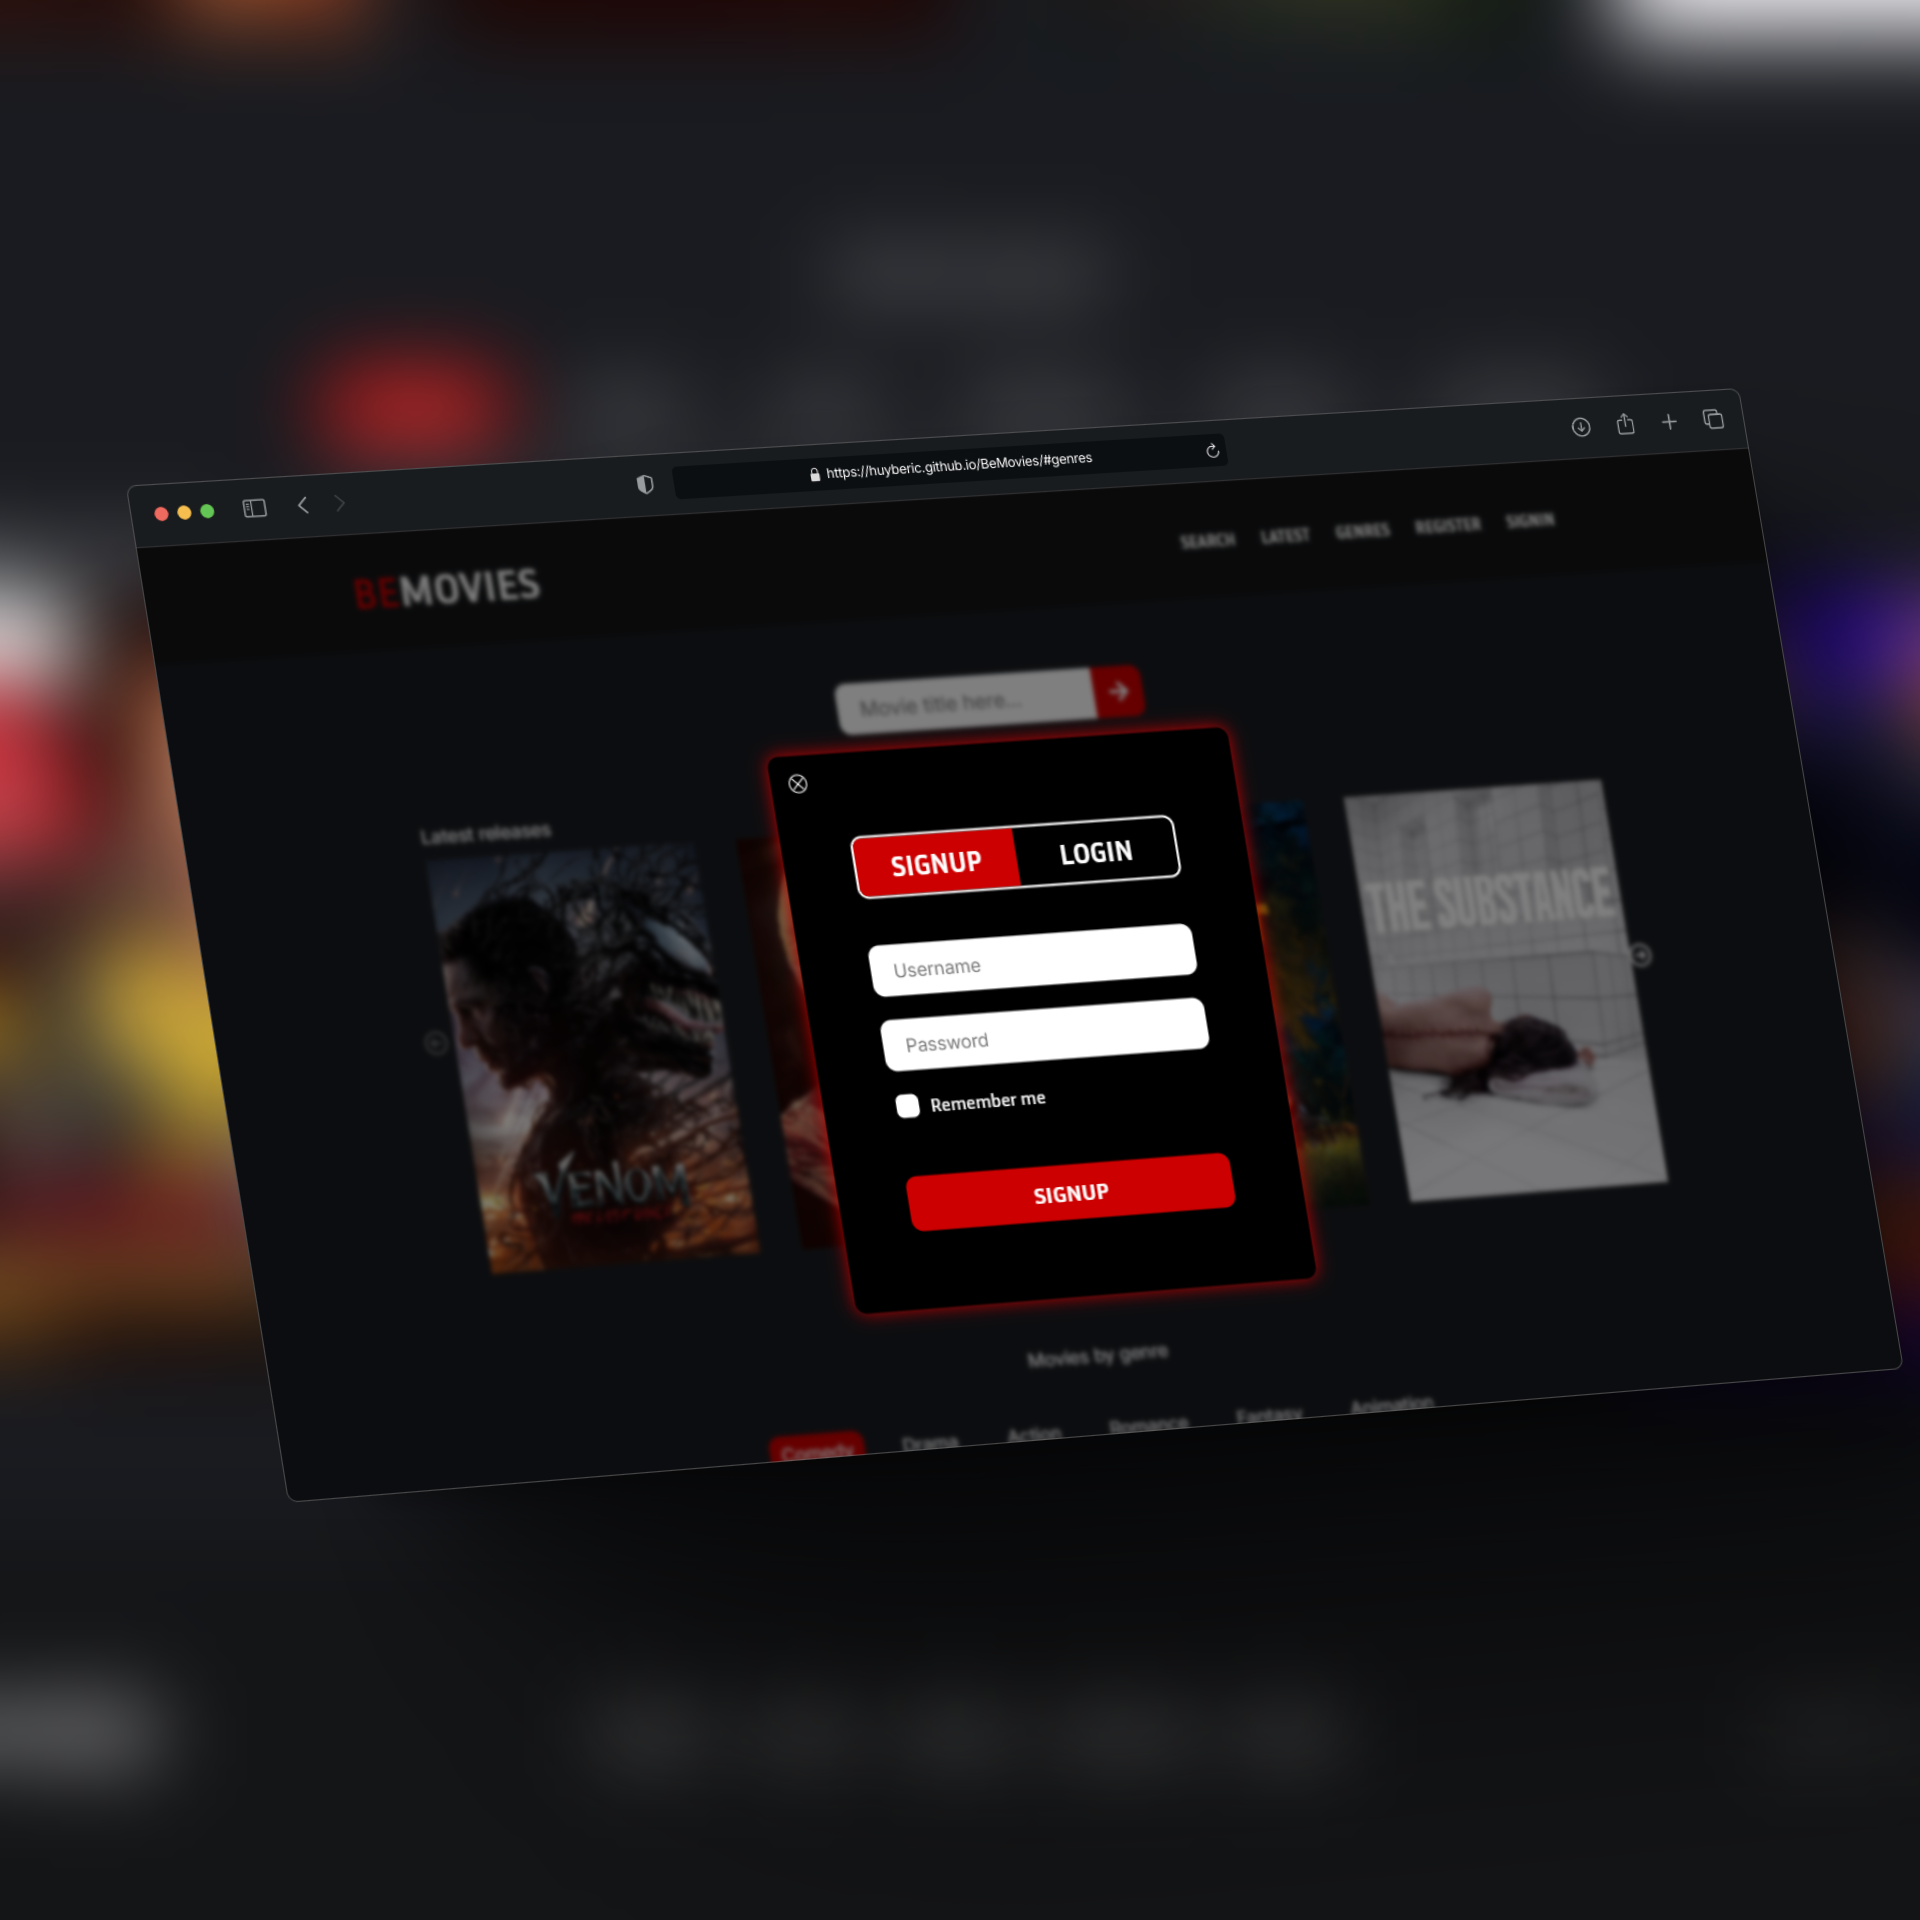 https://huyberic.github.io/BeMovies/#genres
BEMOVIES
SEARCH LATEST GENRES REGISTER SIGNIN
Movie title here...
Latest releases
SIGNUP LOGIN
Username
Password
Remember me
SIGNUP
VENOM
THE SUBSTANCE
Movies by genre
Comedy Drama Action Romance Fantasy Animation